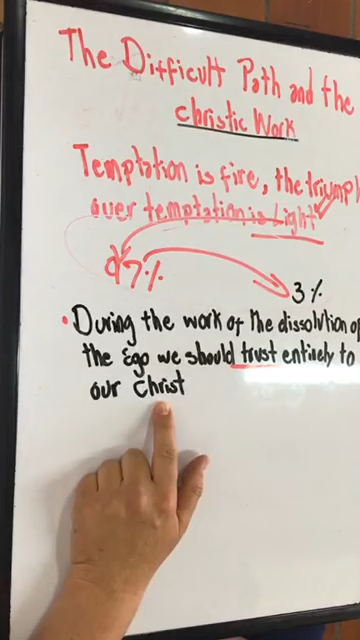 The Difficult Path and the
Christic Work
Temptation is fire, the triumph
over temptation is Light
97%
3%
• During the work of the dissolution of
the Ego we should trust entirely to
our Christ